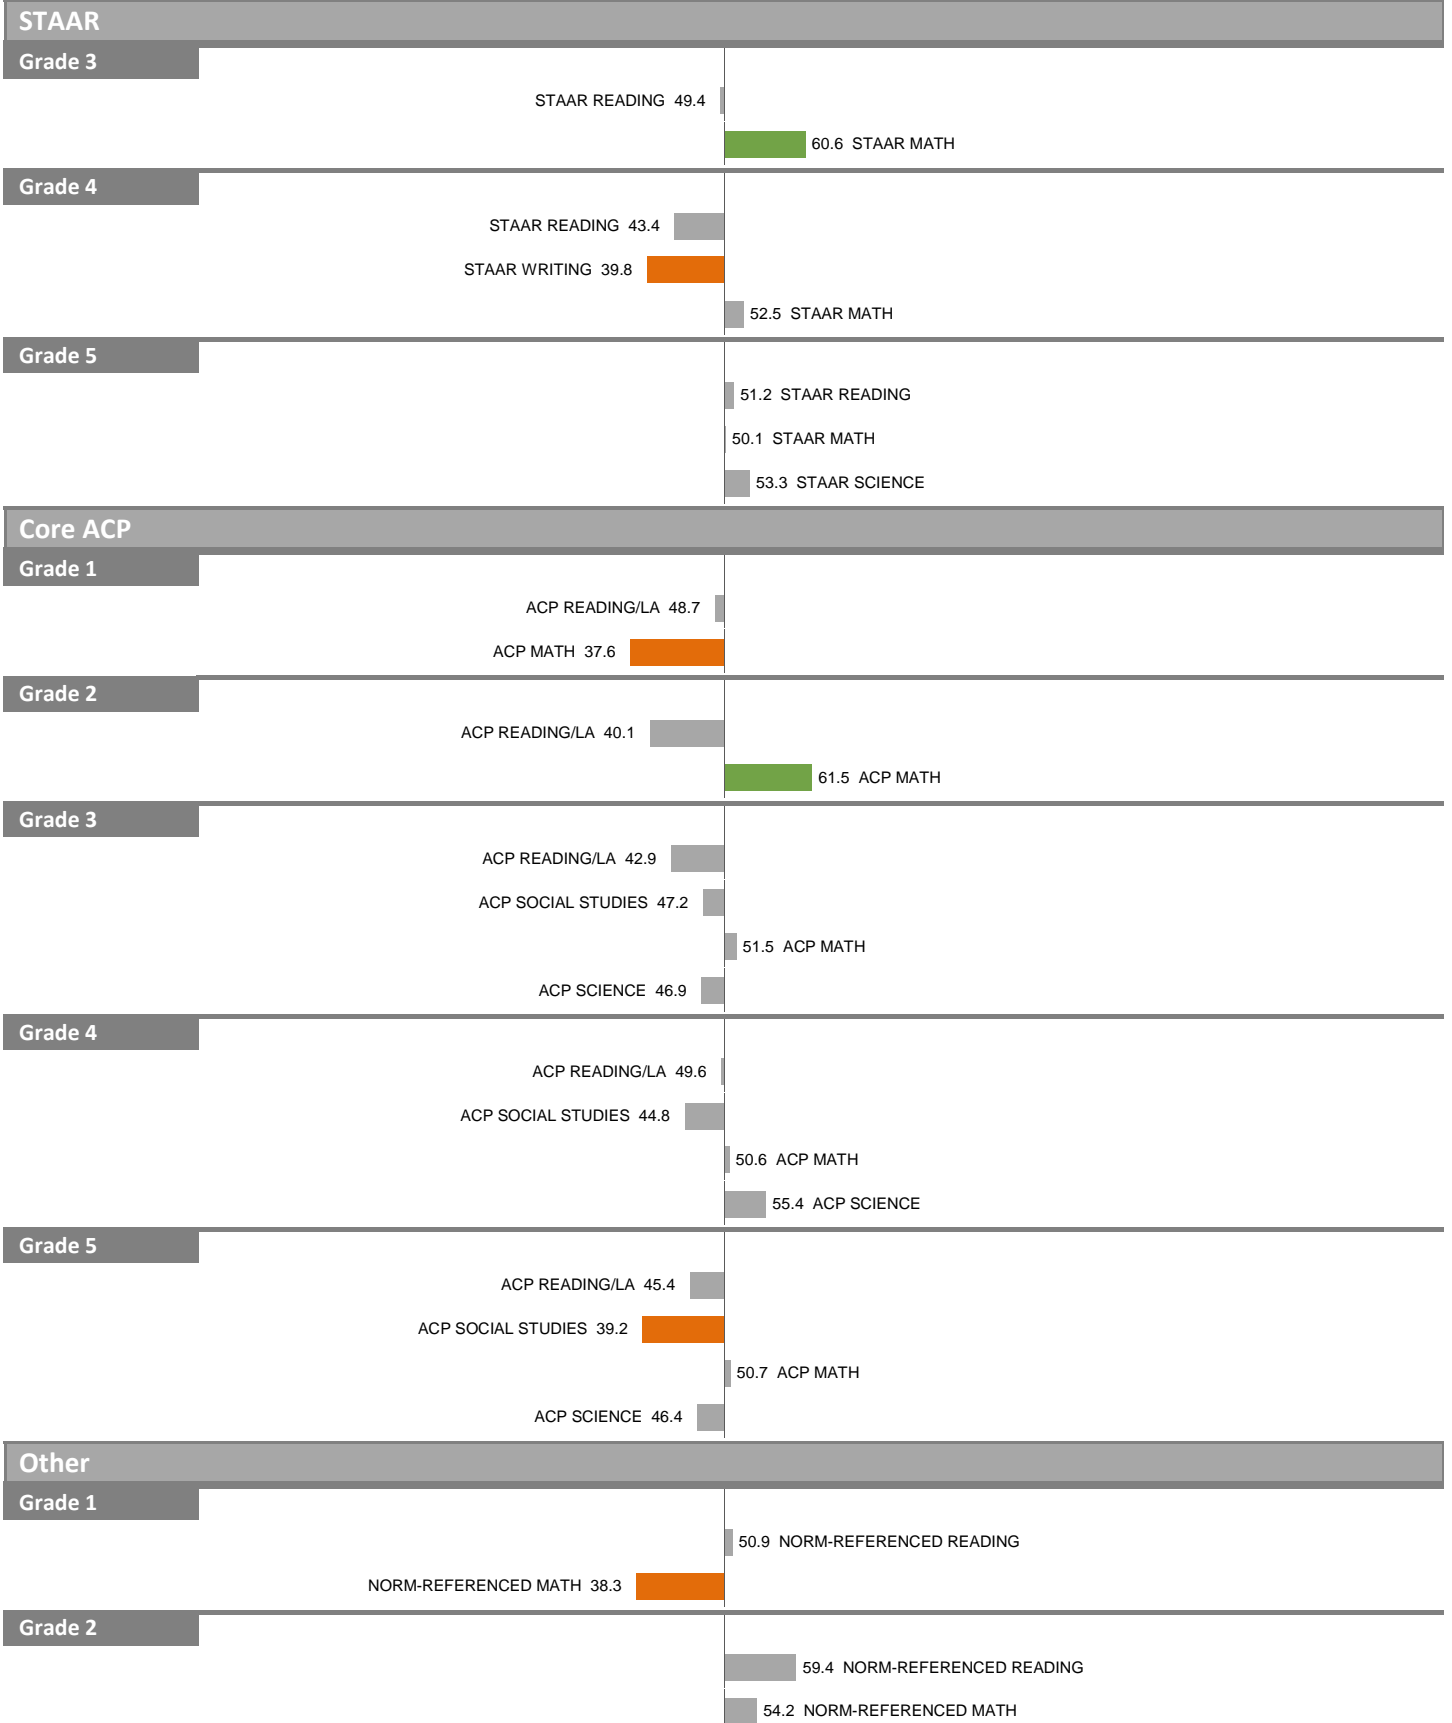 STAAR
Grade 3
STAAR READING 49.4
60.6 STAAR MATH
Grade 4
STAAR READING 43.4
STAAR WRITING 39.8
52.5 STAAR MATH
Grade 5
51.2 STAAR READING
50.1 STAAR MATH
53.3 STAAR SCIENCE
Core ACP
Grade 1
ACP READING/LA 48.7
ACP MATH 37.6
Grade 2
ACP READING/LA 40.1
61.5 ACP MATH
Grade 3
ACP READING/LA 42.9
ACP SOCIAL STUDIES 47.2
51.5 ACP MATH
ACP SCIENCE 46.9
Grade 4
ACP READING/LA 49.6
ACP SOCIAL STUDIES 44.8
50.6 ACP MATH
55.4 ACP SCIENCE
Grade 5
ACP READING/LA 45.4
ACP SOCIAL STUDIES 39.2
50.7 ACP MATH
ACP SCIENCE 46.4
Other
Grade 1
50.9 NORM-REFERENCED READING
NORM-REFERENCED MATH 38.3
Grade 2
59.4 NORM-REFERENCED READING
54.2 NORM-REFERENCED MATH